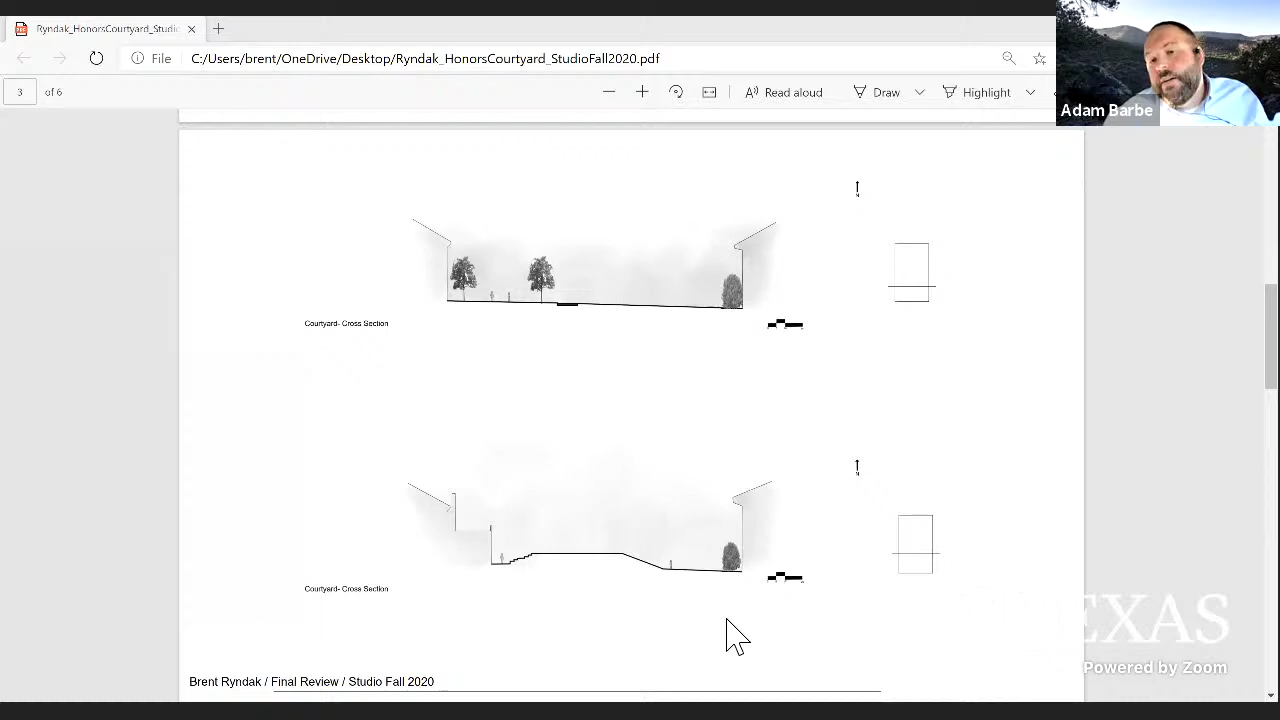 Ryndak_HonorsCourtyard_Studio
File C:/Users/brent/OneDrive/Desktop/Ryndak_HonorsCourtyard_StudioFall2020.pdf
3 of 6
Read aloud
Draw
Highlight
Adam Barbe
Courtyard- Cross Section
Courtyard- Cross Section
EXAS
Powered by Zoom
Brent Ryndak / Final Review / Studio Fall 2020